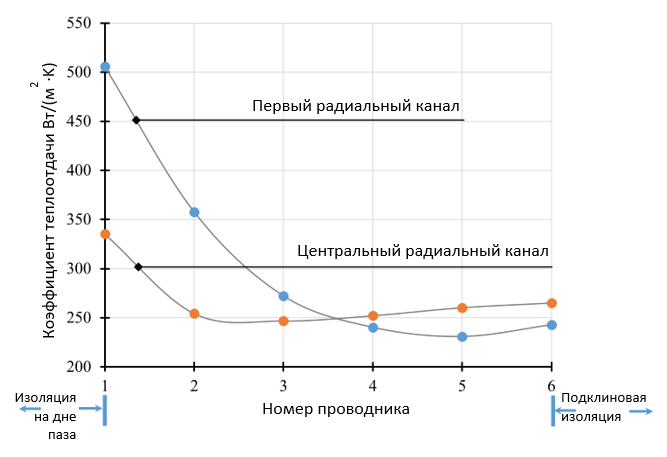 550
500
450
400
350
300
250
200
Коэффициент теплоотдачи Вт/(м²·К)
Первый радиальный канал
Центральный радиальный канал
1 2 3 4 5 6
Номер проводника
Изоляция
на дне
паза
Подклиновая
изоляция